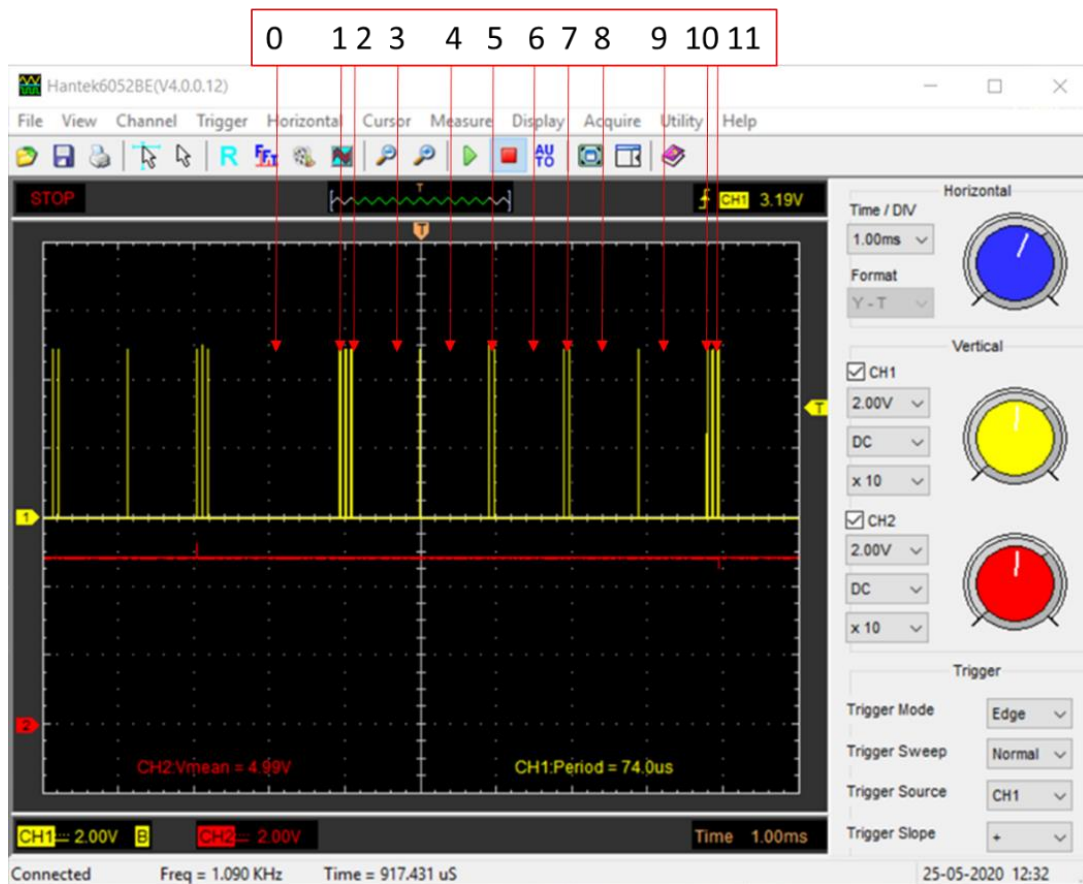 0 1 2 3 4 5 6 7 8 9 10 11
Hantek6052BE(V4.0.0.12)
File View Channel Trigger Horizontal Cursor Measure Display Acquire Utility Help
R FFT AU TO
STOP T CH1 3.19V
T
T
1
2
CH2:Vmean = 4.99V CH1:Period = 74.0us
CH1 2.00V B CH2 2.00V Time 1.00ms
Horizontal
Time / DIV
1.00ms
Format
Y - T
Vertical
CH1
2.00V
DC
x 10
CH2
2.00V
DC
x 10
Trigger
Trigger Mode Edge
Trigger Sweep Normal
Trigger Source CH1
Trigger Slope +
Connected Freq = 1.090 KHz Time = 917.431 uS 25-05-2020 12:32